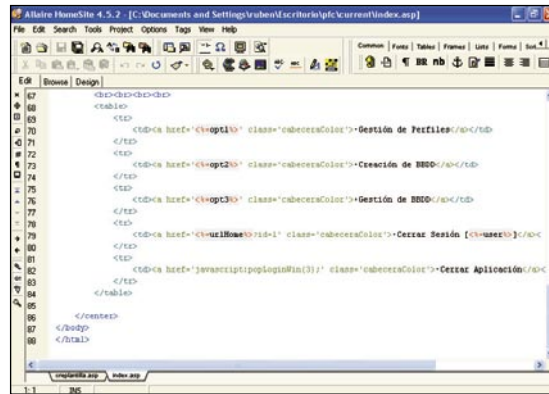 Allaire HomeSite 4.5.2 - [C:\Documents and Settings\ruben\Escritorio\pfc\current\index.asp]
File Edit Search Tools Project Options Tags View Help
Common Fonts Tables Frames Lists Forms
BR nb
Edit Browse Design
67 <br><br><br><br>
68 <table>
69 <tr>
70 <td><a href='<%=opt1%>' class='cabeceraColor'>·Gestión de Perfiles</a></td>
71 </tr>
72 <tr>
73 <td><a href='<%=opt2%>' class='cabeceraColor'>·Creación de BBDD</a></td>
74 </tr>
75 <tr>
76 <td><a href='<%=opt3%>' class='cabeceraColor'>·Gestión de BBDD</a></td>
77 </tr>
78 <tr>
79 <td><a href='<%=urlHome%>?id=1' class='cabeceraColor'>·Cerrar Sesión [<%=user%>]</a><
80 </tr>
81 <tr>
82 <td><a href='javascript:popLoginWin(3);' class='cabeceraColor'>·Cerrar Aplicación</a><
83 </tr>
84 </table>
85
86 </center>
87 </body>
88 </html>
index.asp
1:1 INS